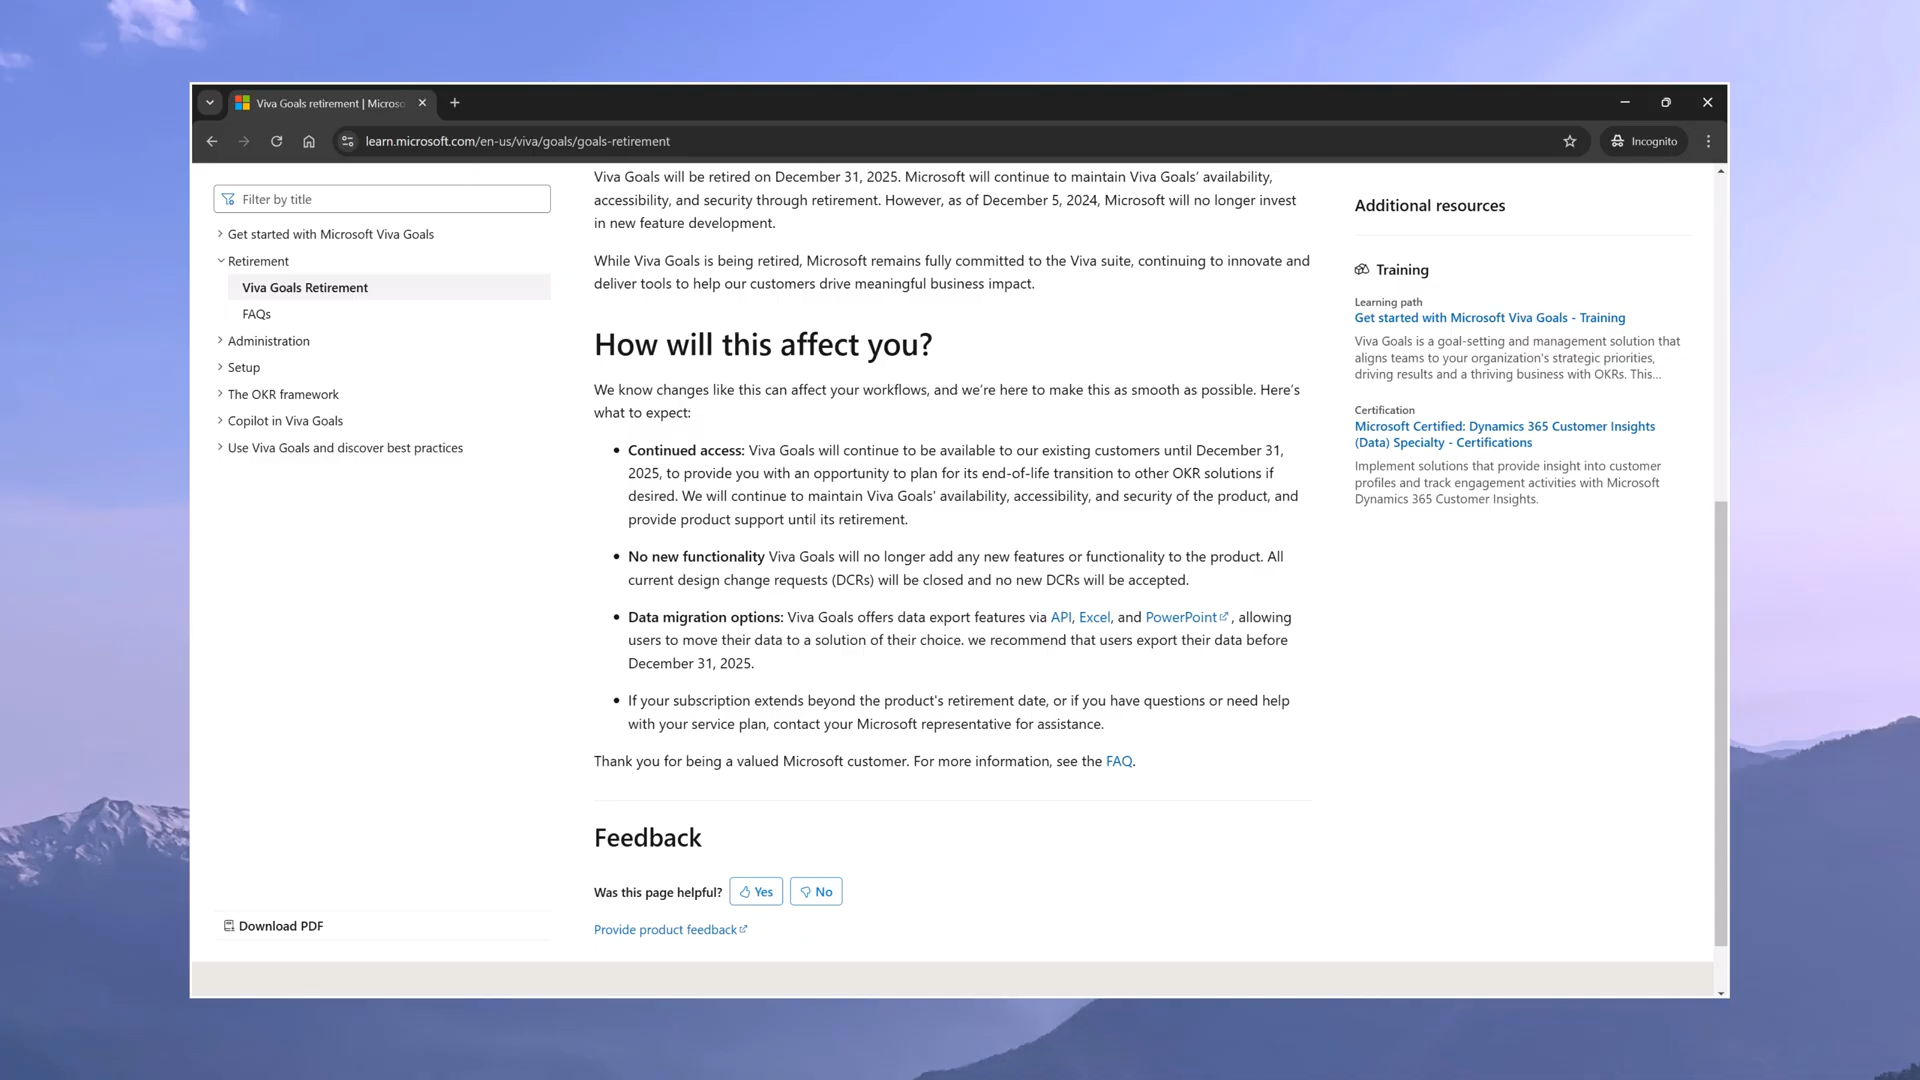 Viva Goals retirement | Microso
learn.microsoft.com/en-us/viva/goals/goals-retirement
Incognito
Filter by title
Get started with Microsoft Viva Goals
Retirement
Viva Goals Retirement
FAQs
Administration
Setup
The OKR framework
Copilot in Viva Goals
Use Viva Goals and discover best practices
Download PDF
Viva Goals will be retired on December 31, 2025. Microsoft will continue to maintain Viva Goals’ availability,
accessibility, and security through retirement. However, as of December 5, 2024, Microsoft will no longer invest
in new feature development.
While Viva Goals is being retired, Microsoft remains fully committed to the Viva suite, continuing to innovate and
deliver tools to help our customers drive meaningful business impact.
How will this affect you?
We know changes like this can affect your workflows, and we’re here to make this as smooth as possible. Here’s
what to expect:
• Continued access: Viva Goals will continue to be available to our existing customers until December 31,
2025, to provide you with an opportunity to plan for its end-of-life transition to other OKR solutions if
desired. We will continue to maintain Viva Goals’ availability, accessibility, and security of the product, and
provide product support until its retirement.
• No new functionality Viva Goals will no longer add any new features or functionality to the product. All
current design change requests (DCRs) will be closed and no new DCRs will be accepted.
• Data migration options: Viva Goals offers data export features via API, Excel, and PowerPoint, allowing
users to move their data to a solution of their choice. we recommend that users export their data before
December 31, 2025.
• If your subscription extends beyond the product's retirement date, or if you have questions or need help
with your service plan, contact your Microsoft representative for assistance.
Thank you for being a valued Microsoft customer. For more information, see the FAQ.
Feedback
Was this page helpful? Yes No
Provide product feedback
Additional resources
Training
Learning path
Get started with Microsoft Viva Goals - Training
Viva Goals is a goal-setting and management solution that
aligns teams to your organization's strategic priorities,
driving results and a thriving business with OKRs. This...
Certification
Microsoft Certified: Dynamics 365 Customer Insights
(Data) Specialty - Certifications
Implement solutions that provide insight into customer
profiles and track engagement activities with Microsoft
Dynamics 365 Customer Insights.